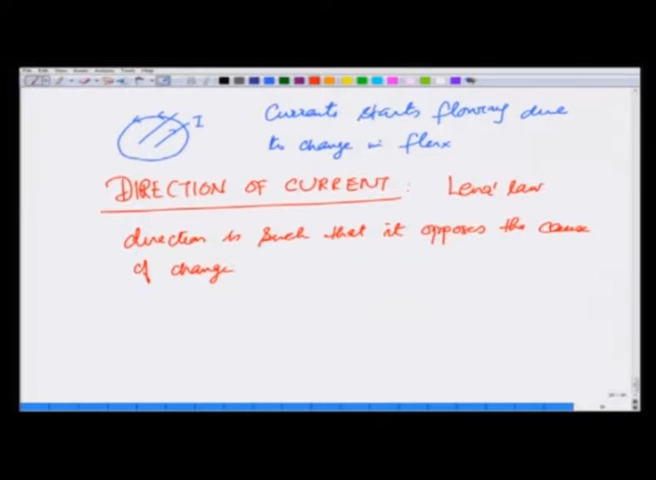 I Currents starts flowing due
to change in flux
DIRECTION OF CURRENT : Lenz' law
direction is such that it opposes the cause
of change